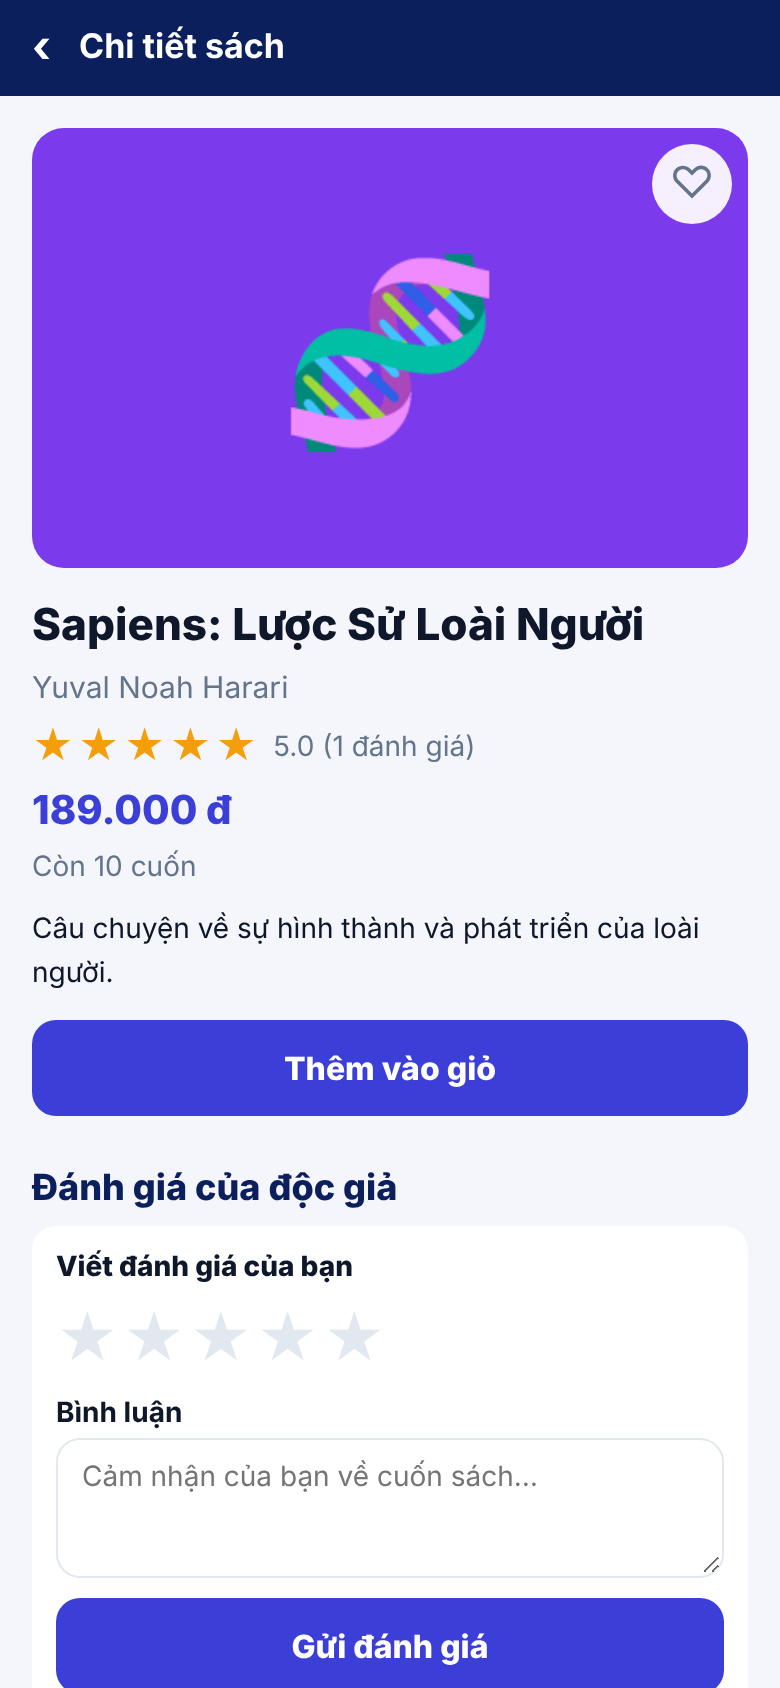 Chi tiết sách
Sapiens: Lược Sử Loài Người
Yuval Noah Harari
5.0 (1 đánh giá)
189.000 đ
Còn 10 cuốn
Câu chuyện về sự hình thành và phát triển của loài
người.
Thêm vào giỏ
Đánh giá của độc giả
Viết đánh giá của bạn
Bình luận
Cảm nhận của bạn về cuốn sách...
Gửi đánh giá